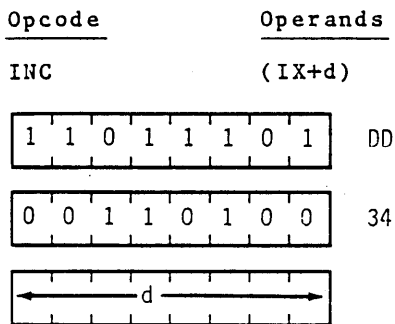 Opcode Operands
INC (IX+d)
1 1 0 1 1 1 0 1 DD
0 0 1 1 0 1 0 0 34
d